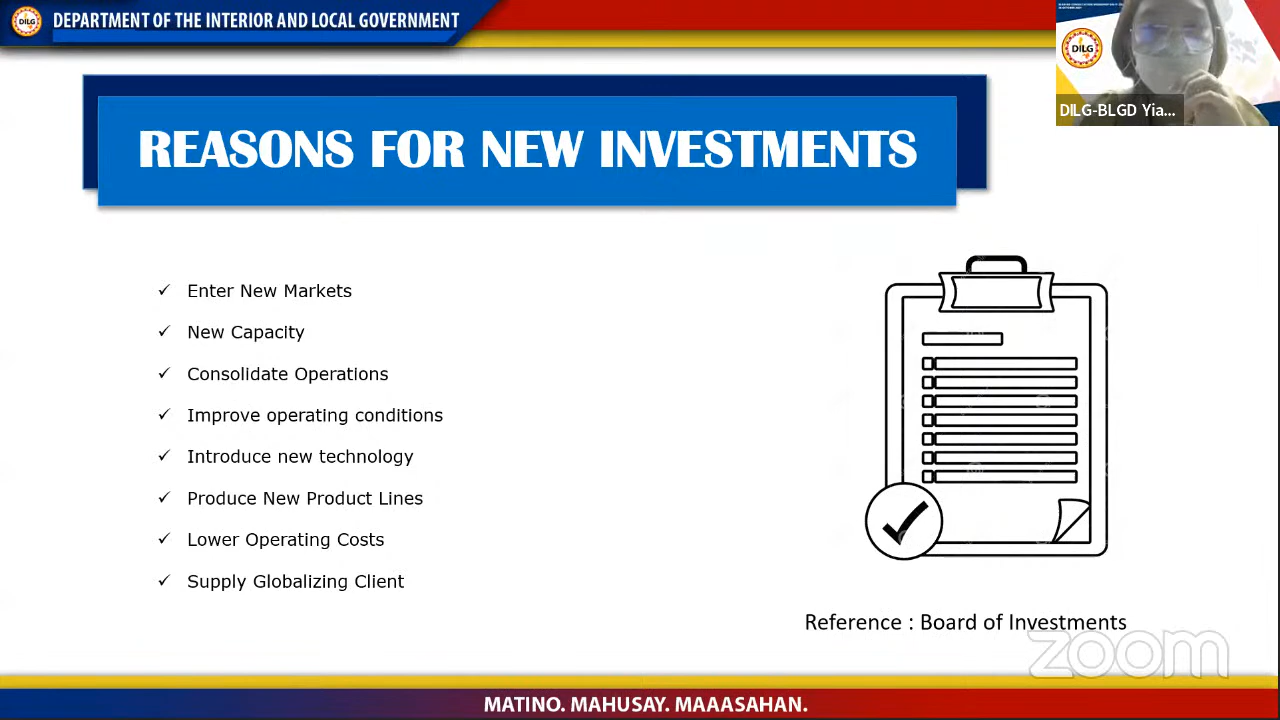 DEPARTMENT OF THE INTERIOR AND LOCAL GOVERNMENT
DILG
DILG
DILG-BLGD Yia...
REASONS FOR NEW INVESTMENTS
Enter New Markets
New Capacity
Consolidate Operations
Improve operating conditions
Introduce new technology
Produce New Product Lines
Lower Operating Costs
Supply Globalizing Client
Reference : Board of Investments
zoom
MATINO. MAHUSAY. MAAASAHAN.